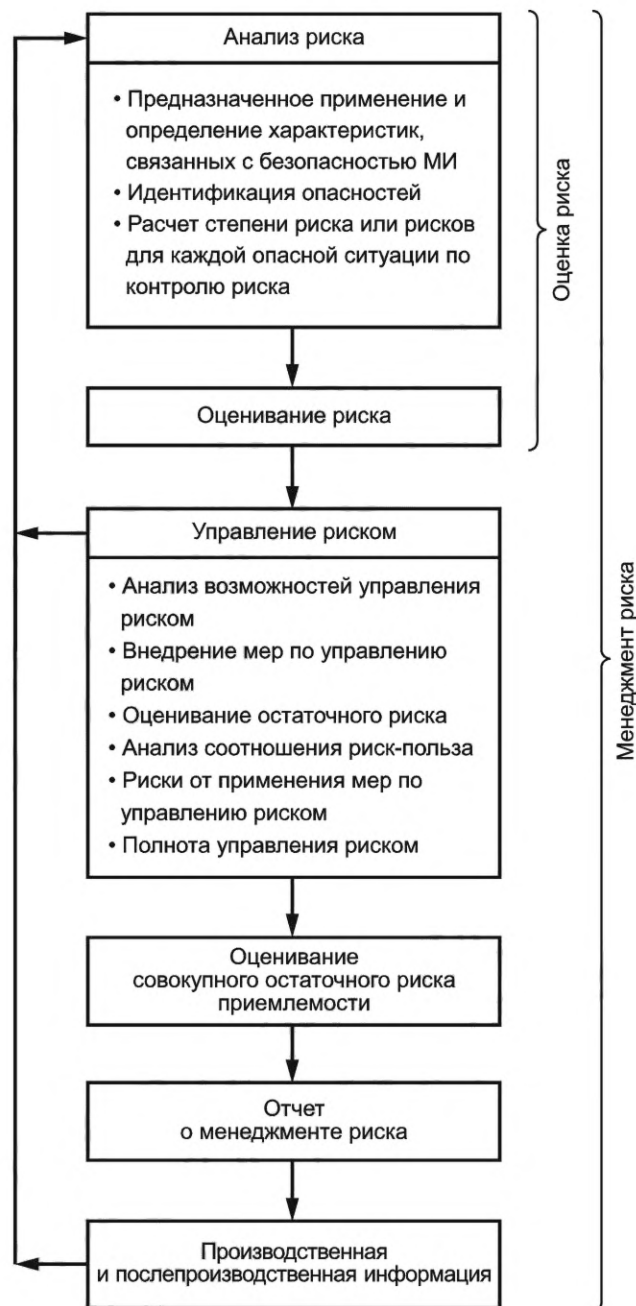 Анализ риска
• Предназначенное применение и
определение характеристик,
связанных с безопасностью МИ
• Идентификация опасностей
• Расчет степени риска или рисков
для каждой опасной ситуации по
контролю риска
Оценивание риска
Оценка риска
Управление риском
• Анализ возможностей управления
риском
• Внедрение мер по управлению
риском
• Оценивание остаточного риска
• Анализ соотношения риск-польза
• Риски от применения мер по
управлению риском
• Полнота управления риском
Менеджмент риска
Оценивание
совокупного остаточного риска
приемлемости
Отчет
о менеджменте риска
Производственная
и послепроизводственная информация